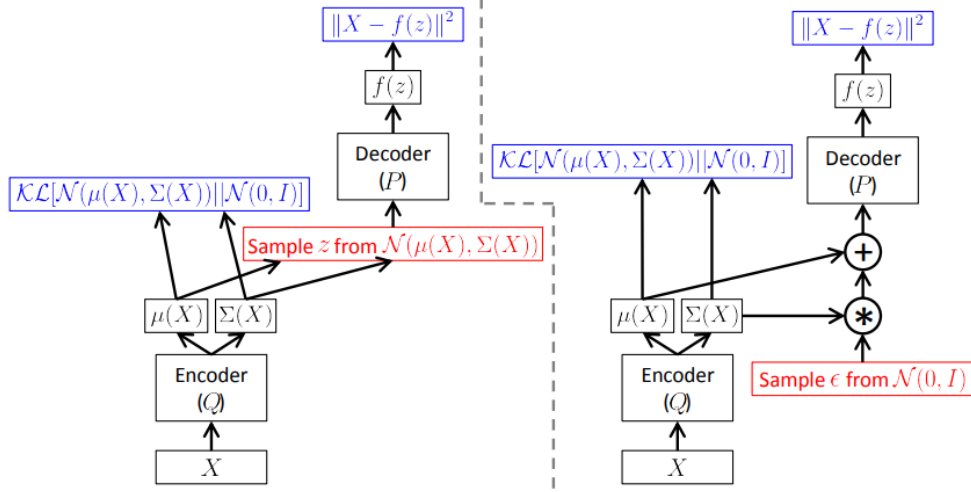 ‖X − f(z)‖²
f(z)
Decoder
(P)
𝒦ℒ[𝒩(μ(X), Σ(X))||𝒩(0, I)]
Sample z from 𝒩(μ(X), Σ(X))
μ(X)
Σ(X)
Encoder
(Q)
X
‖X − f(z)‖²
f(z)
Decoder
(P)
𝒦ℒ[𝒩(μ(X), Σ(X))||𝒩(0, I)]
+
μ(X)
Σ(X)
*
Encoder
(Q)
Sample ϵ from 𝒩(0, I)
X